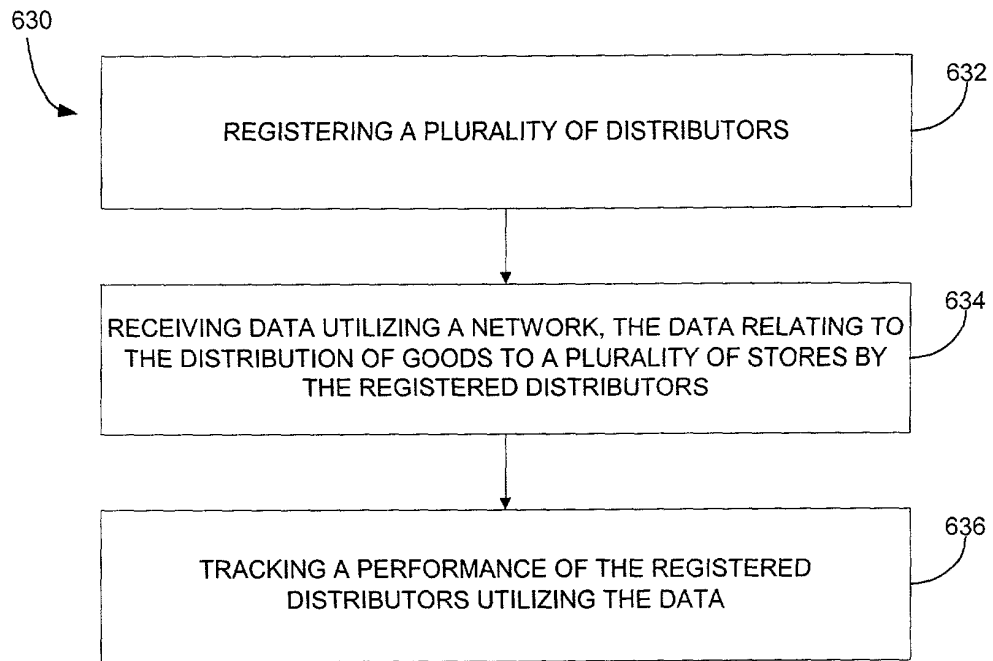 630
632
REGISTERING A PLURALITY OF DISTRIBUTORS
634
RECEIVING DATA UTILIZING A NETWORK, THE DATA RELATING TO
THE DISTRIBUTION OF GOODS TO A PLURALITY OF STORES BY
THE REGISTERED DISTRIBUTORS
636
TRACKING A PERFORMANCE OF THE REGISTERED
DISTRIBUTORS UTILIZING THE DATA